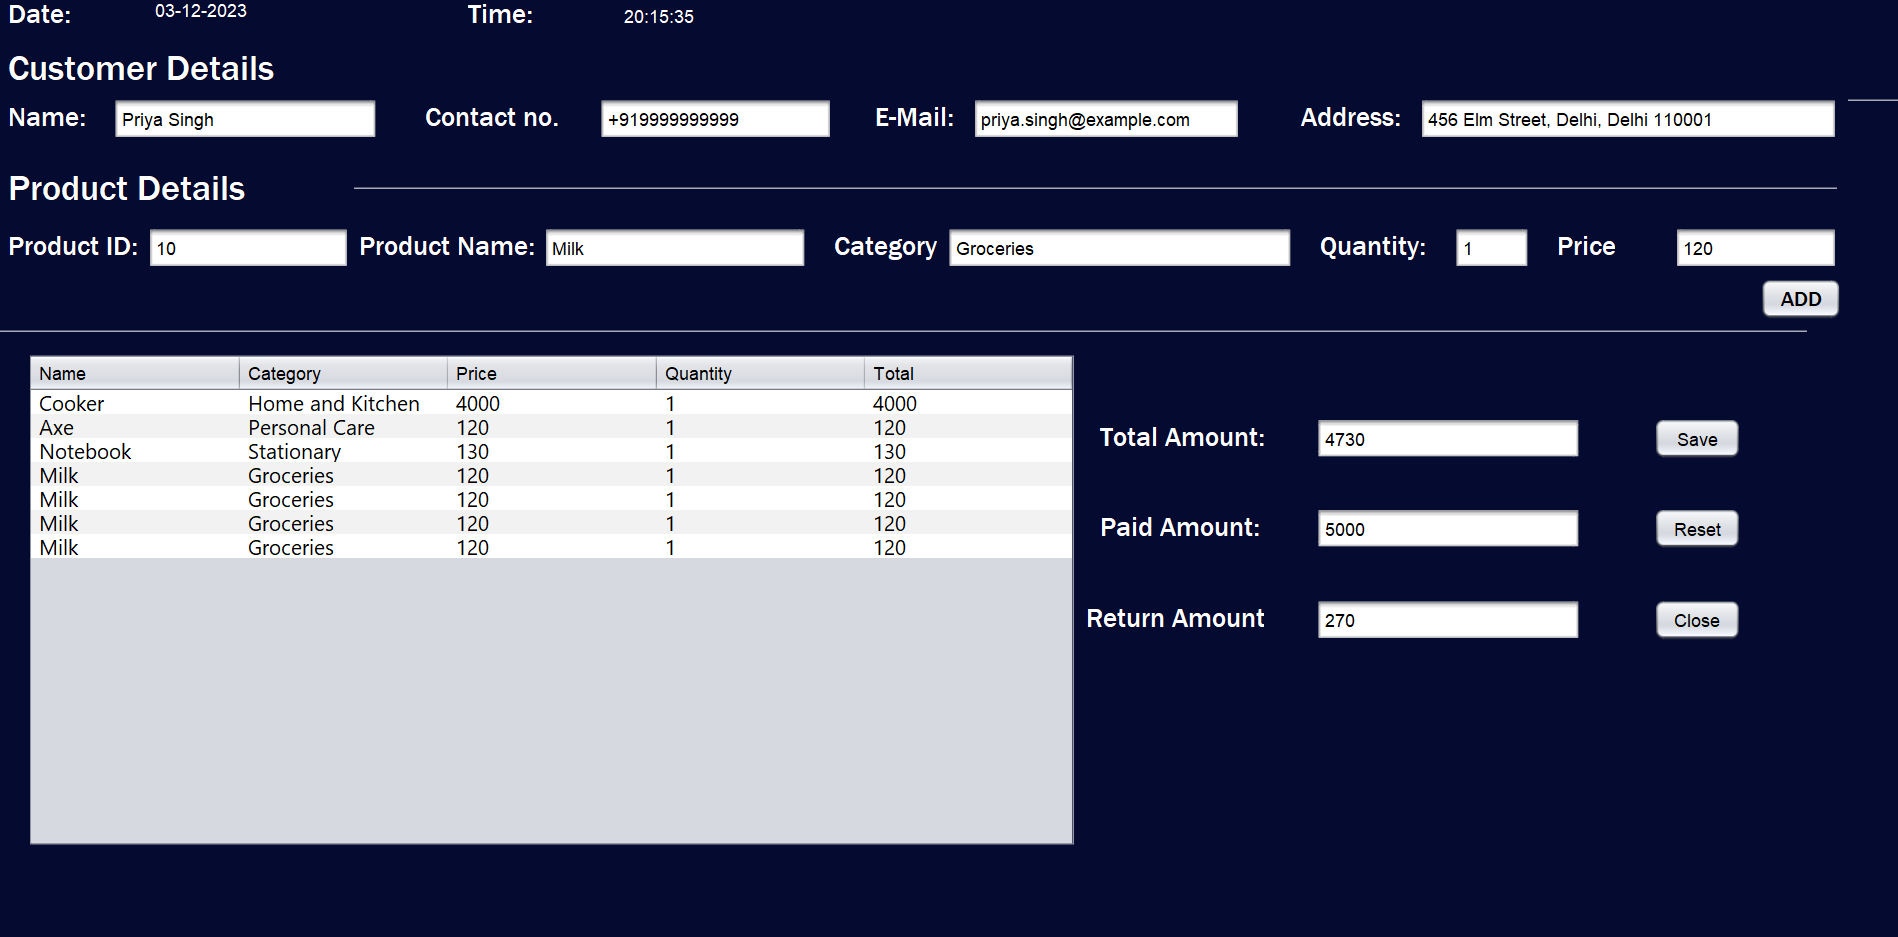 Date: 03-12-2023 Time: 20:15:35
Customer Details
Name: Priya Singh Contact no. +919999999999 E-Mail: priya.singh@example.com Address: 456 Elm Street, Delhi, Delhi 110001
Product Details
Product ID: 10 Product Name: Milk Category Groceries Quantity: 1 Price 120
ADD
Name Category Price Quantity Total
Cooker Home and Kitchen 4000 1 4000
Axe Personal Care 120 1 120
Notebook Stationary 130 1 130
Milk Groceries 120 1 120
Milk Groceries 120 1 120
Milk Groceries 120 1 120
Milk Groceries 120 1 120
Total Amount: 4730 Save
Paid Amount: 5000 Reset
Return Amount 270 Close